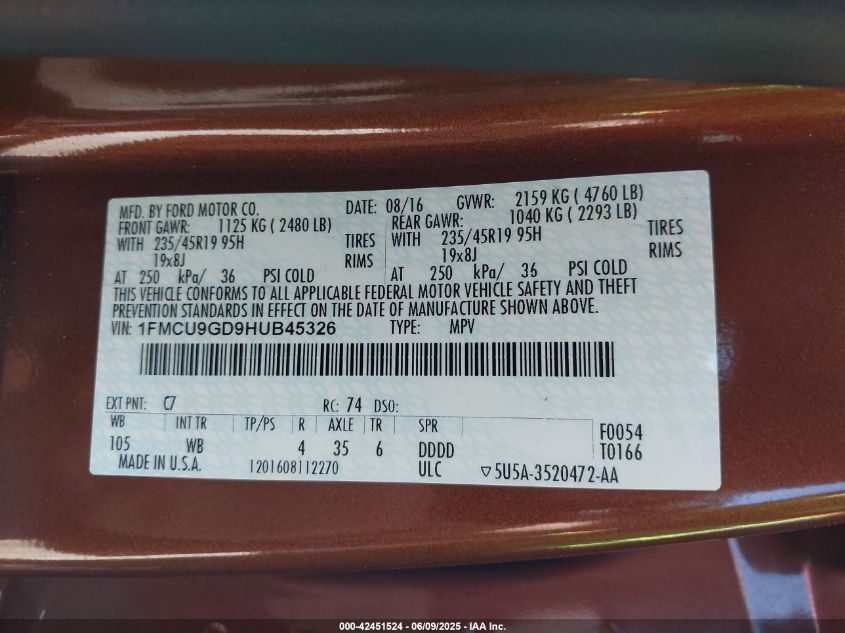 MFD. BY FORD MOTOR CO. DATE: 08/16 GVWR: 2159 KG ( 4760 LB)
FRONT GAWR: 1125 KG ( 2480 LB) REAR GAWR: 1040 KG ( 2293 LB)
WITH 235/45R19 95H TIRES WITH 235/45R19 95H TIRES
19x8J RIMS 19x8J RIMS
AT 250 kPa/ 36 PSI COLD AT 250 kPa/ 36 PSI COLD
THIS VEHICLE CONFORMS TO ALL APPLICABLE FEDERAL MOTOR VEHICLE SAFETY AND THEFT
PREVENTION STANDARDS IN EFFECT ON THE DATE OF MANUFACTURE SHOWN ABOVE.
VIN: 1FMCU9GD9HUB45326 TYPE: MPV
EXT PNT: C7 RC: 74 DSO:
WB INT TR TP/PS R AXLE TR SPR F0054
105 WB 4 35 6 DDDD T0166
MADE IN U.S.A. 1201608112270 ULC ▽5U5A-3520472-AA
000-42451524 | 06/09/2025 - IAA Inc.